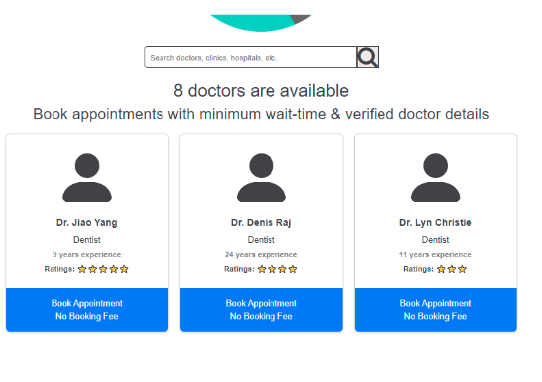 Search doctors, clinics, hospitals, etc.
8 doctors are available
Book appointments with minimum wait-time & verified doctor details
Dr. Jiao Yang
Dentist
9 years experience
Ratings:
Book Appointment
No Booking Fee
Dr. Denis Raj
Dentist
24 years experience
Ratings:
Book Appointment
No Booking Fee
Dr. Lyn Christie
Dentist
11 years experience
Ratings:
Book Appointment
No Booking Fee